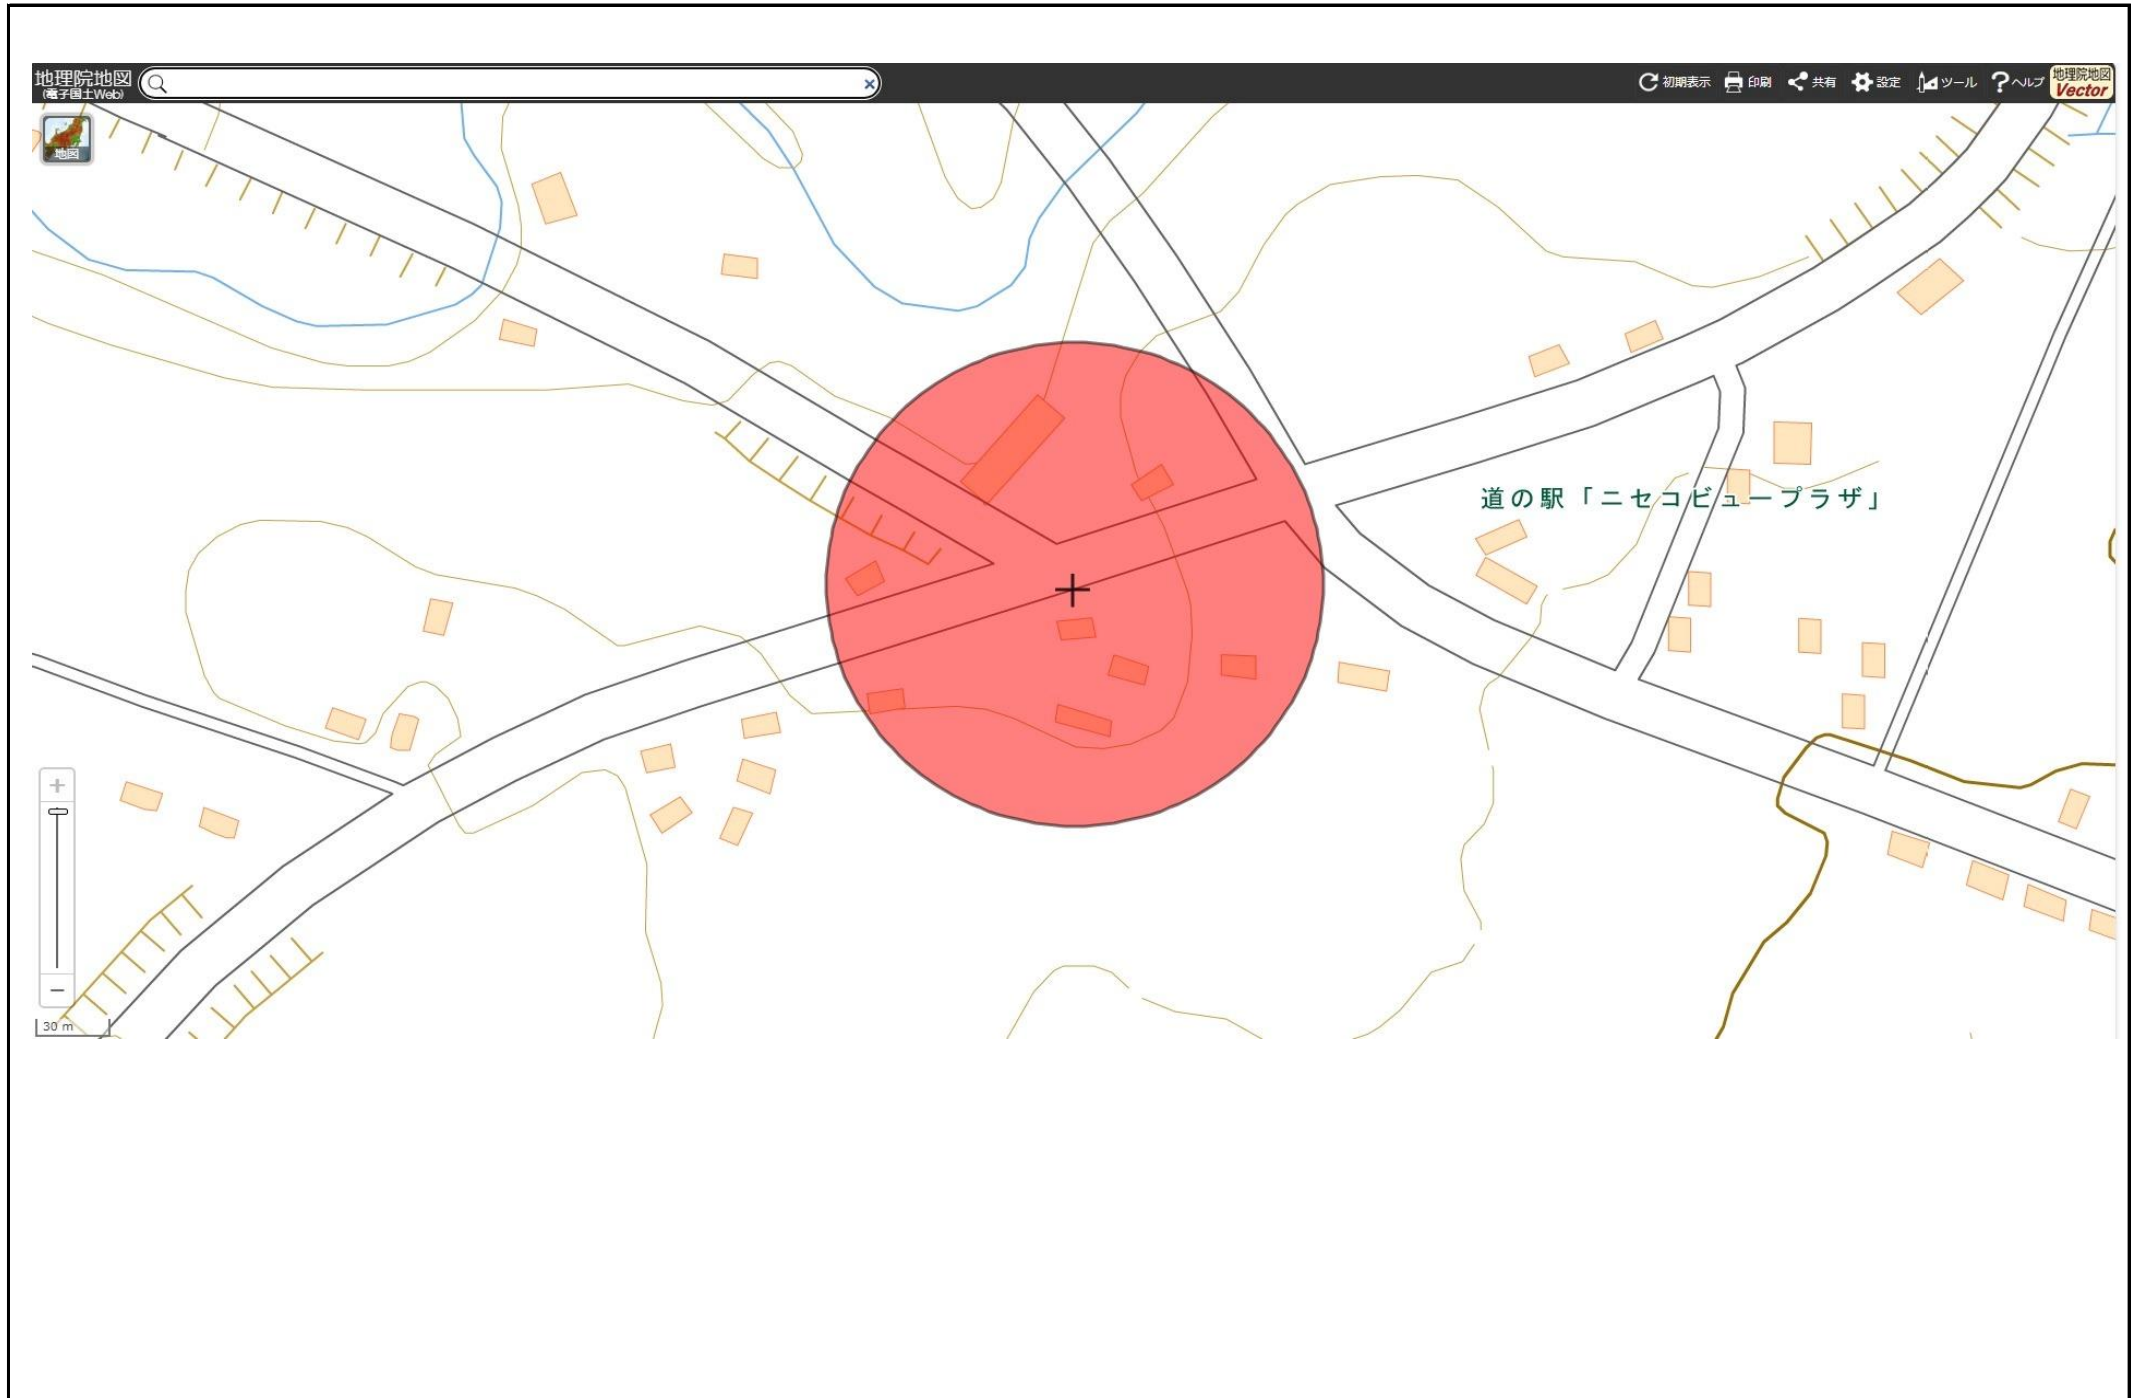 地理院地図
(電子国土Web)
初期表示 印刷 共有 設定 ツール ヘルプ
地理院地図
Vector
地図
道の駅「ニセコビュープラザ」
30 m